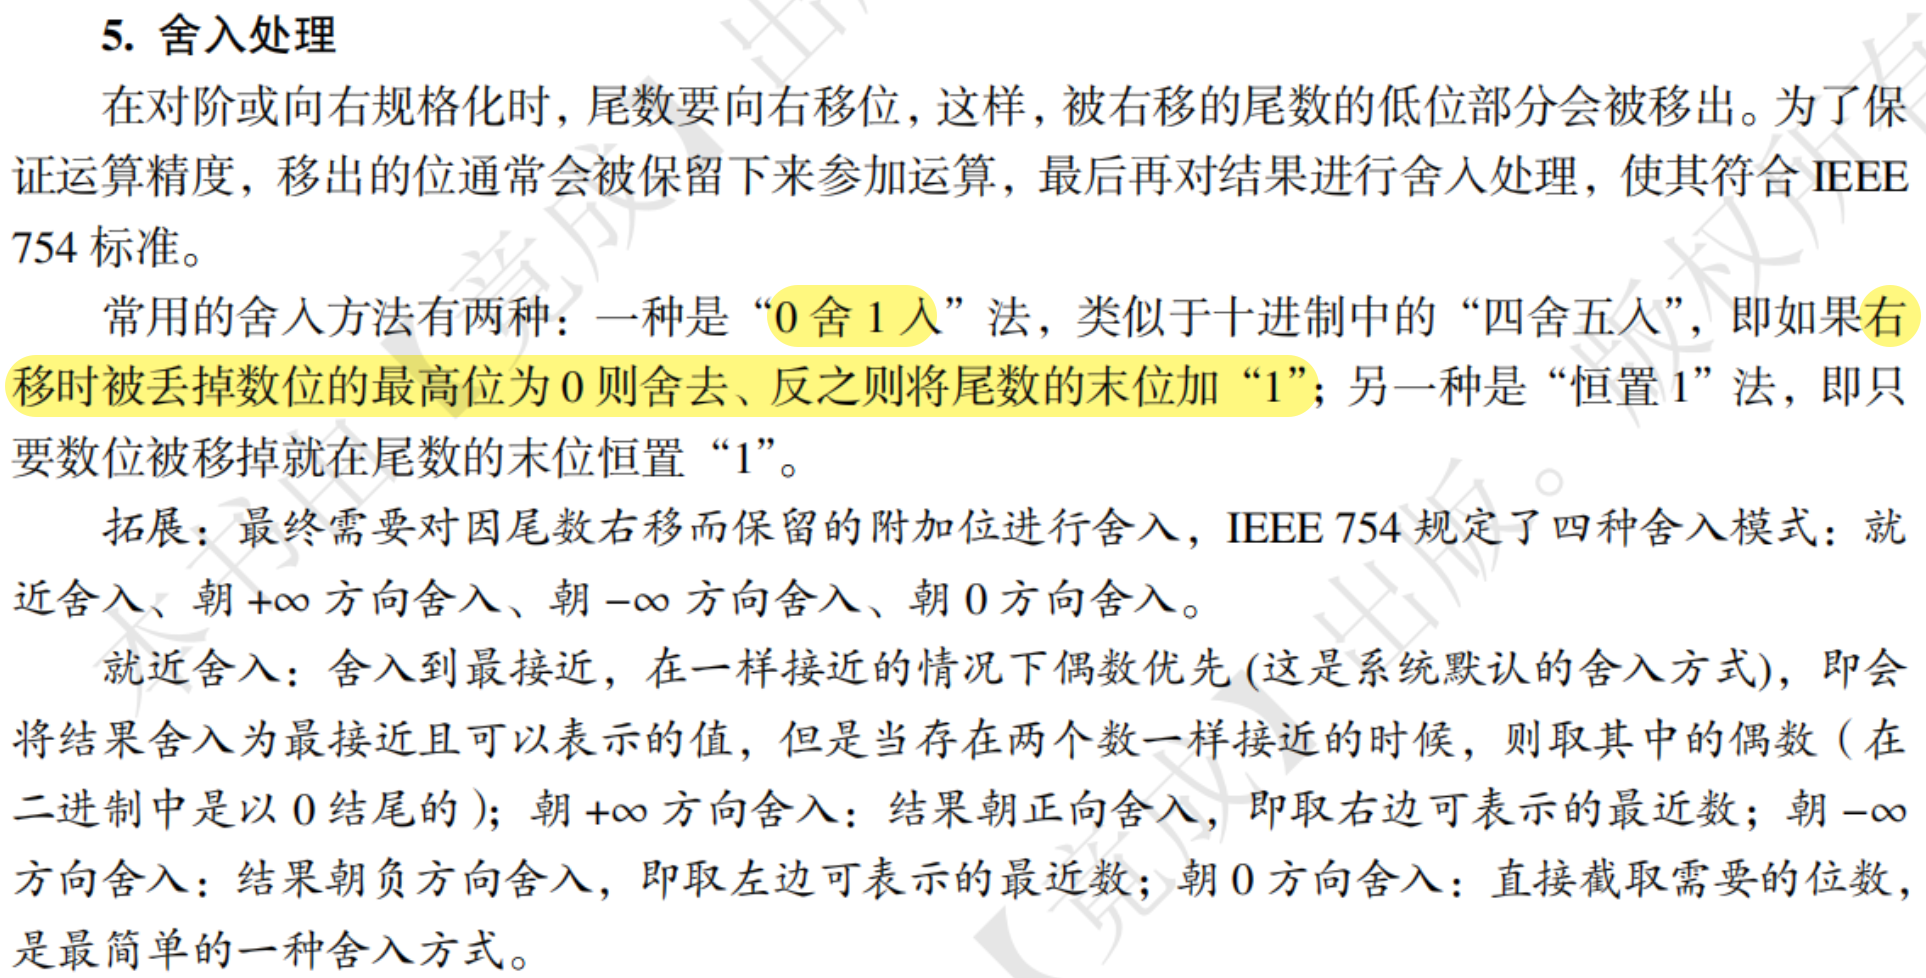 5. 舍入处理
在对阶或向右规格化时，尾数要向右移位，这样，被右移的尾数的低位部分会被移出。为了保
证运算精度，移出的位通常会被保留下来参加运算，最后再对结果进行舍入处理，使其符合 IEEE
754 标准。
常用的舍入方法有两种：一种是“0 舍 1 入”法，类似于十进制中的“四舍五入”，即如果右
移时被丢掉数位的最高位为 0 则舍去、反之则将尾数的末位加“1”；另一种是“恒置 1”法，即只
要数位被移掉就在尾数的末位恒置“1”。
拓展：最终需要对因尾数右移而保留的附加位进行舍入，IEEE 754 规定了四种舍入模式：就
近舍入、朝 +∞ 方向舍入、朝 −∞ 方向舍入、朝 0 方向舍入。
就近舍入：舍入到最接近，在一样接近的情况下偶数优先 (这是系统默认的舍入方式)，即会
将结果舍入为最接近且可以表示的值，但是当存在两个数一样接近的时候，则取其中的偶数（在
二进制中是以 0 结尾的）；朝 +∞ 方向舍入：结果朝正向舍入，即取右边可表示的最近数；朝 −∞
方向舍入：结果朝负方向舍入，即取左边可表示的最近数；朝 0 方向舍入：直接截取需要的位数，
是最简单的一种舍入方式。
本书由【竟成】出版。版权所有
【竟成】出